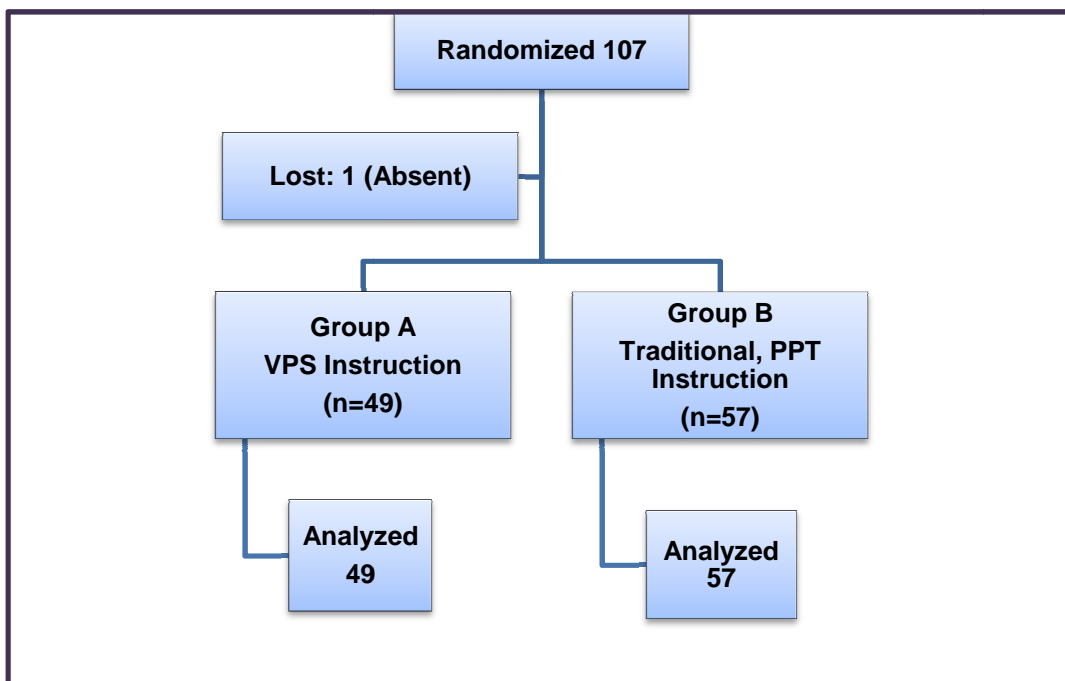 Randomized 107
Lost: 1 (Absent)
Group A
VPS Instruction
(n=49)
Group B
Traditional, PPT
Instruction
(n=57)
Analyzed
49
Analyzed
57